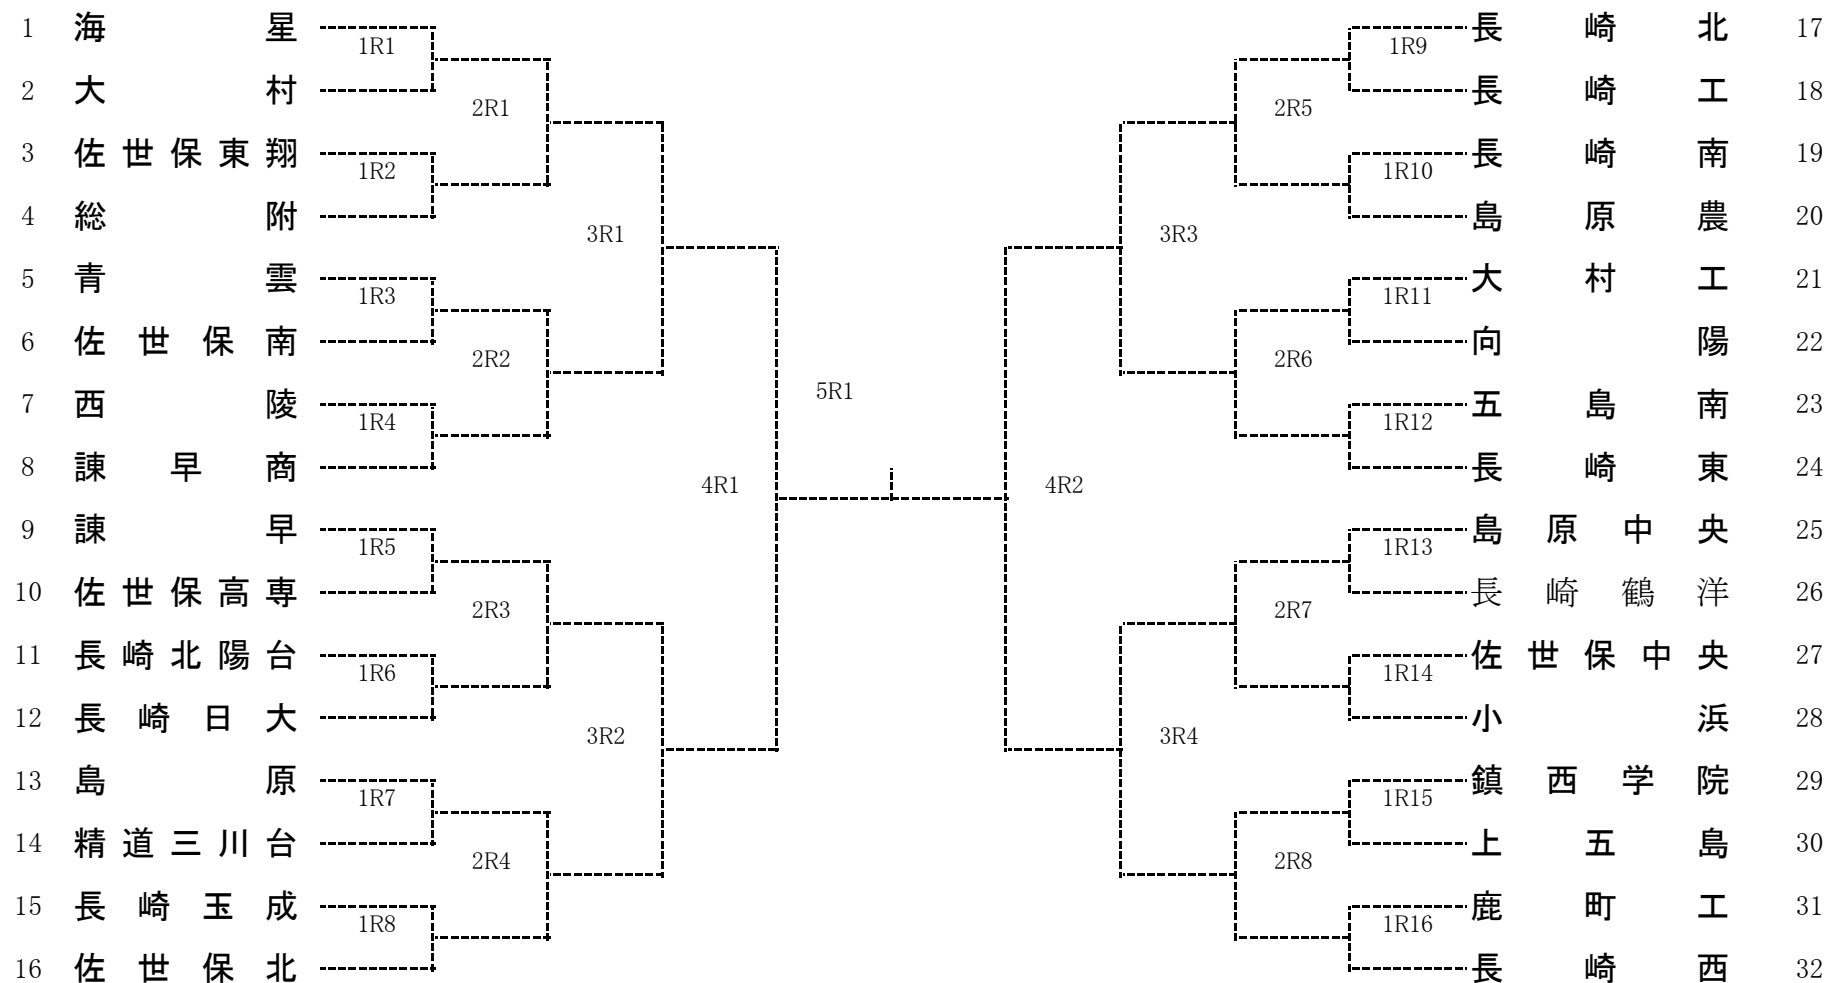 1 海星 長崎北 17
1R1 1R9
2 大村 長崎工 18
2R1 2R5
3 佐世保東翔 長崎南 19
1R2 1R10
4 総附 島原農 20
3R1 3R3
5 青雲 大村工 21
1R3 1R11
6 佐世保南 向陽 22
2R2 2R6
5R1
7 西陵 五島南 23
1R4 1R12
8 諫早商 長崎東 24
4R1 4R2
9 諫早 島原中央 25
1R5 1R13
10 佐世保高専 長崎鶴洋 26
2R3 2R7
11 長崎北陽台 佐世保中央 27
1R6 1R14
12 長崎日大 小浜 28
3R2 3R4
13 島原 鎮西学院 29
1R7 1R15
14 精道三川台 上五島 30
2R4 2R8
15 長崎玉成 鹿町工 31
1R8 1R16
16 佐世保北 長崎西 32